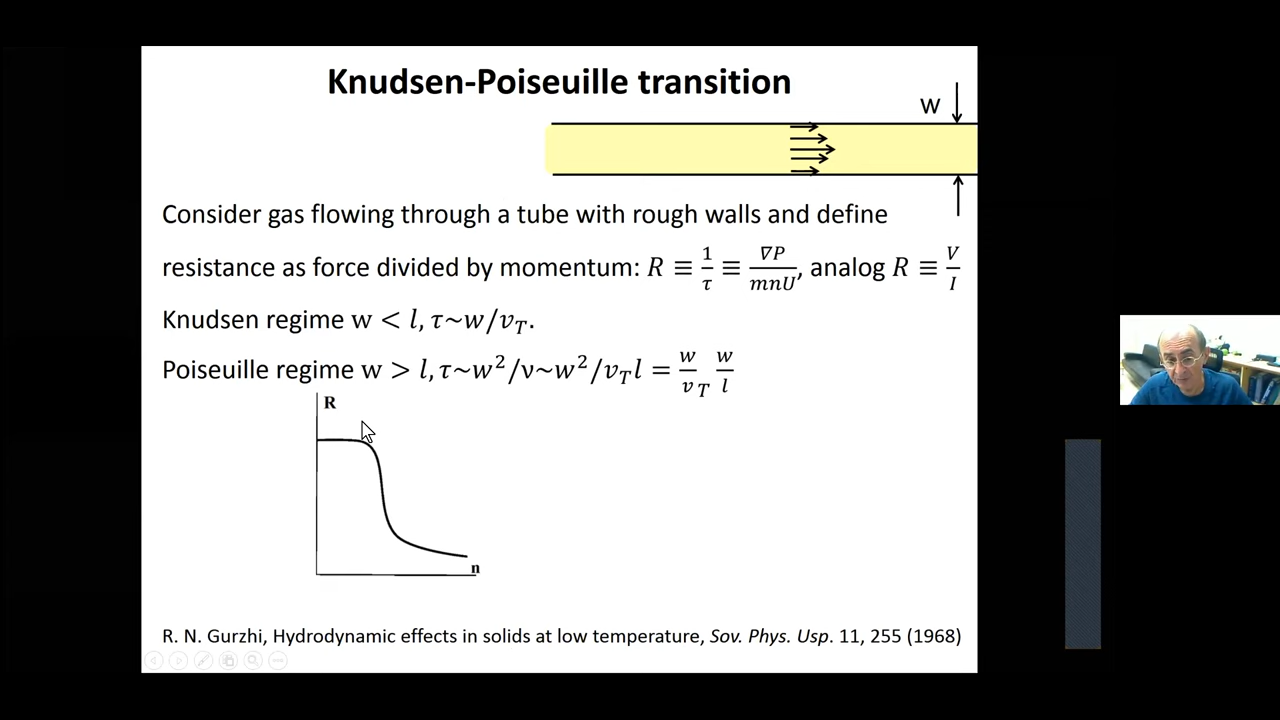 Knudsen-Poiseuille transition
W
Consider gas flowing through a tube with rough walls and define
resistance as force divided by momentum: R ≡ 1/τ ≡ ∇P/mnU, analog R ≡ V/I
Knudsen regime w < l, τ~w/v_T.
Poiseuille regime w > l, τ~w²/ν~w²/v_T l = w/v_T w/l
R
n
R. N. Gurzhi, Hydrodynamic effects in solids at low temperature, Sov. Phys. Usp. 11, 255 (1968)